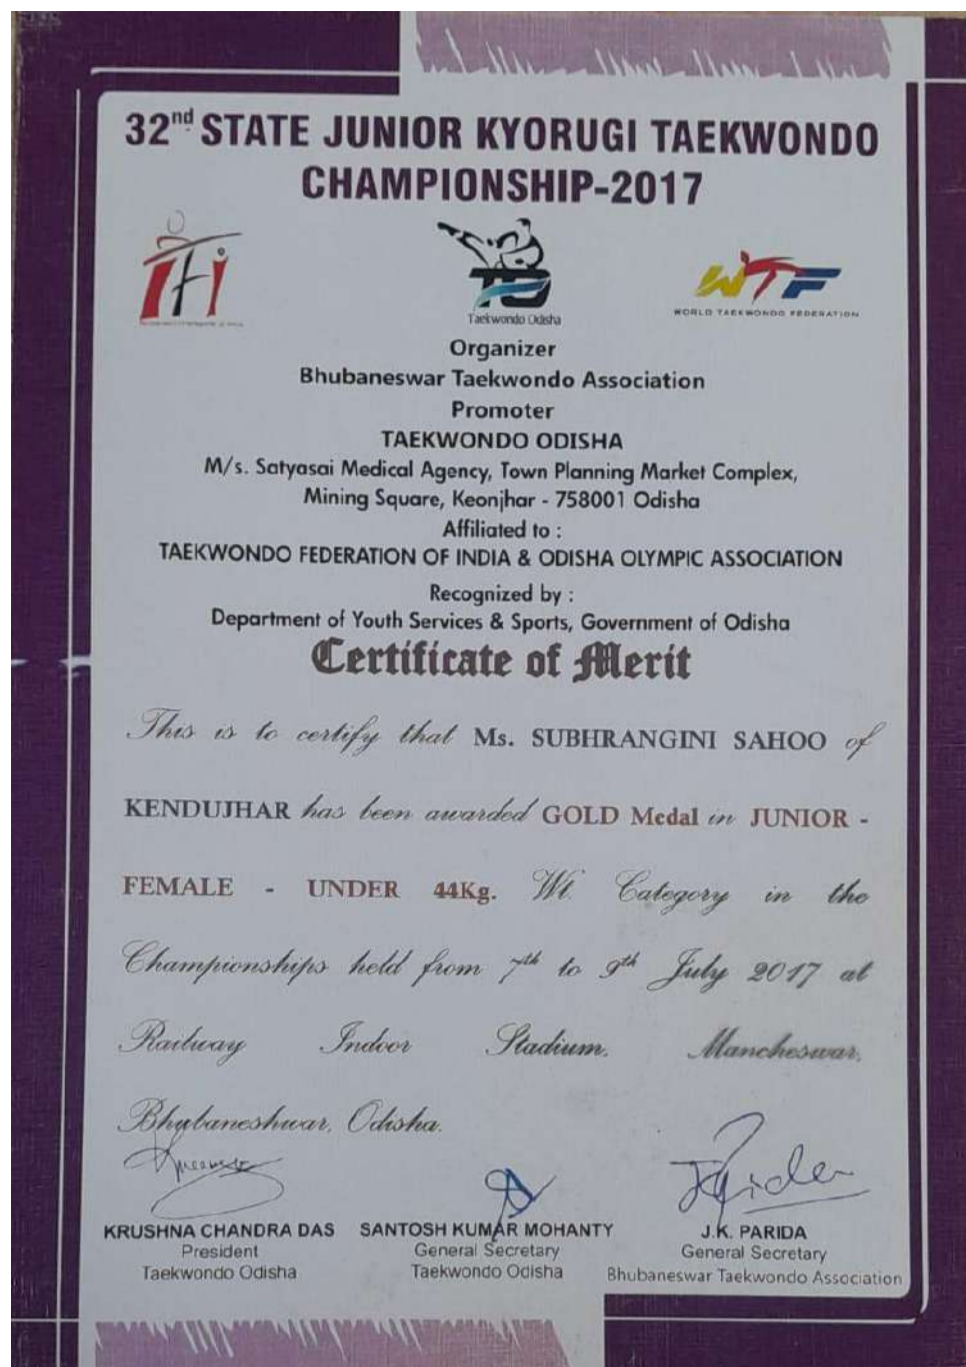 32nd STATE JUNIOR KYORUGI TAEKWONDO
CHAMPIONSHIP-2017
TFI
TO
Taekwondo Odisha
WTF
WORLD TAEKWONDO FEDERATION
Organizer
Bhubaneswar Taekwondo Association
Promoter
TAEKWONDO ODISHA
M/s. Satyasai Medical Agency, Town Planning Market Complex,
Mining Square, Keonjhar - 758001 Odisha
Affiliated to :
TAEKWONDO FEDERATION OF INDIA & ODISHA OLYMPIC ASSOCIATION
Recognized by :
Department of Youth Services & Sports, Government of Odisha
Certificate of Merit
This is to certify that Ms. SUBHRANGINI SAHOO of
KENDUJHAR has been awarded GOLD Medal in JUNIOR -
FEMALE - UNDER 44Kg. Wt. Category in the
Championships held from 7th to 9th July 2017 at
Railway Indoor Stadium, Mancheswar,
Bhubaneshwar, Odisha.
JParida
KRUSHNA CHANDRA DAS SANTOSH KUMAR MOHANTY J.K. PARIDA
President General Secretary General Secretary
Taekwondo Odisha Taekwondo Odisha Bhubaneswar Taekwondo Association